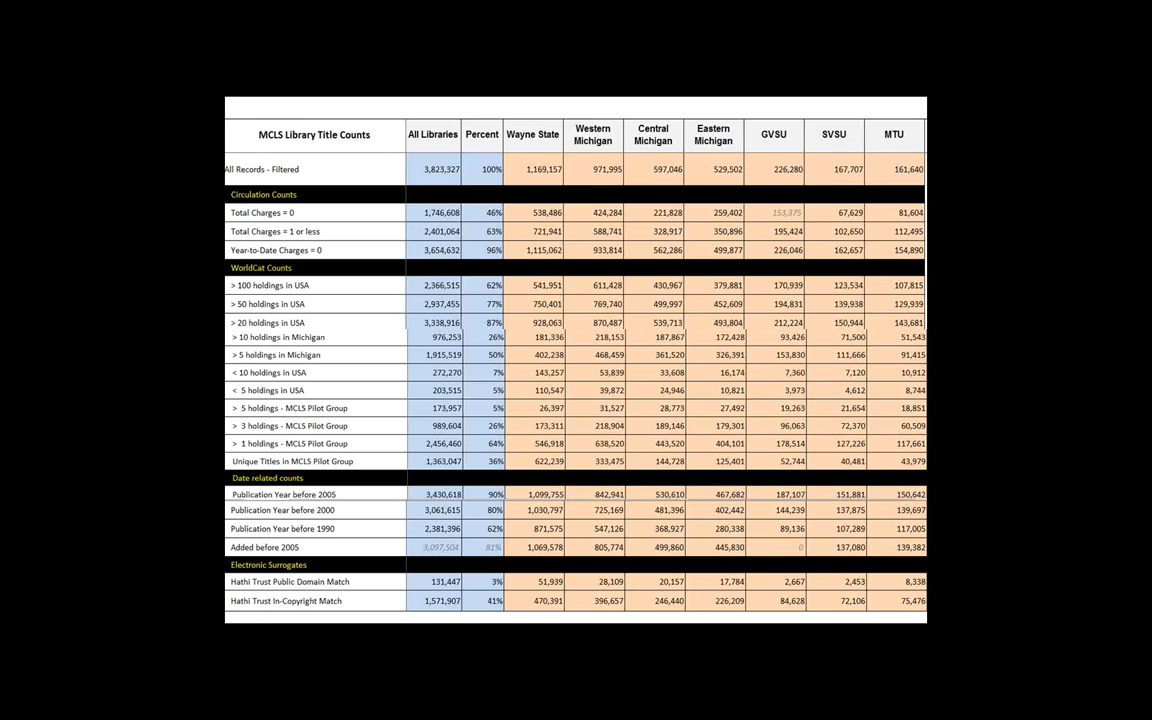 MCLS Library Title Counts All Libraries Percent Wayne State Western Michigan Central Michigan Eastern Michigan GVSU SVSU MTU
All Records - Filtered 3,823,327 100% 1,169,157 971,995 597,046 529,502 226,280 167,707 161,640
Circulation Counts
Total Charges = 0 1,746,608 46% 538,486 424,284 221,828 259,402 153,375 67,629 81,604
Total Charges = 1 or less 2,401,064 63% 721,941 588,741 328,917 350,896 195,424 102,650 112,495
Year-to-Date Charges = 0 3,654,632 96% 1,115,062 933,814 562,286 499,877 226,046 162,657 154,890
WorldCat Counts
> 100 holdings in USA 2,366,515 62% 541,951 611,428 430,967 379,881 170,939 123,534 107,815
> 50 holdings in USA 2,937,455 77% 750,401 769,740 499,997 452,609 194,831 139,938 129,939
> 20 holdings in USA 3,338,916 87% 928,063 870,487 539,713 493,804 212,224 150,944 143,681
> 10 holdings in Michigan 976,253 26% 181,336 218,153 187,867 172,428 93,426 71,500 51,543
> 5 holdings in Michigan 1,915,519 50% 402,238 468,459 361,520 326,391 153,830 111,666 91,415
< 10 holdings in USA 272,270 7% 143,257 53,839 33,608 16,174 7,360 7,120 10,912
< 5 holdings in USA 203,515 5% 110,547 39,872 24,946 10,821 3,973 4,612 8,744
> 5 holdings - MCLS Pilot Group 173,957 5% 26,397 31,527 28,773 27,492 19,263 21,654 18,851
> 3 holdings - MCLS Pilot Group 989,604 26% 173,311 218,904 189,146 179,301 96,063 72,370 60,509
> 1 holdings - MCLS Pilot Group 2,456,460 64% 546,918 638,520 443,520 404,101 178,514 127,226 117,661
Unique Titles in MCLS Pilot Group 1,363,047 36% 622,239 333,475 144,728 125,401 52,744 40,481 43,979
Date related counts
Publication Year before 2005 3,430,618 90% 1,099,755 842,941 530,610 467,682 187,107 151,881 150,642
Publication Year before 2000 3,061,615 80% 1,030,797 725,169 481,396 402,442 144,239 137,875 139,697
Publication Year before 1990 2,381,396 62% 871,575 547,126 368,927 280,338 89,136 107,289 117,005
Added before 2005 3,097,504 81% 1,069,578 805,774 499,860 445,830 0 137,080 139,382
Electronic Surrogates
Hathi Trust Public Domain Match 131,447 3% 51,939 28,109 20,157 17,784 2,667 2,453 8,338
Hathi Trust In-Copyright Match 1,571,907 41% 470,391 396,657 246,440 226,209 84,628 72,106 75,476